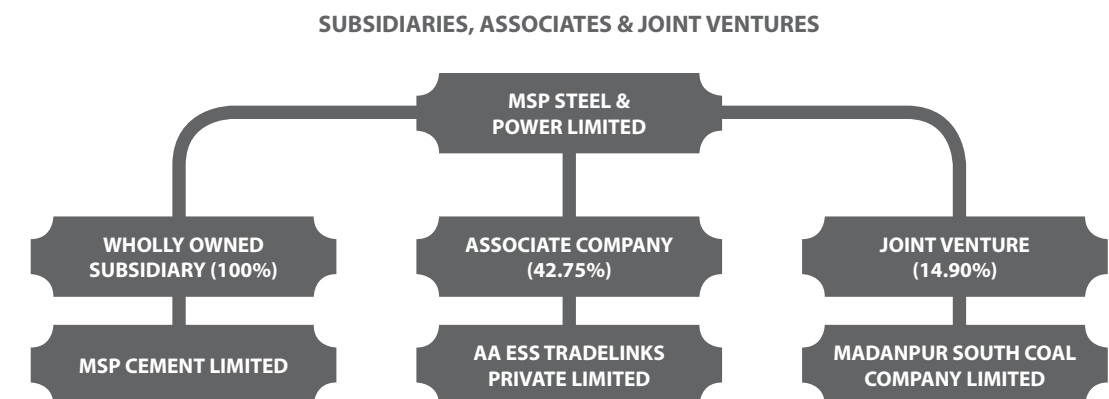 SUBSIDIARIES, ASSOCIATES & JOINT VENTURES
MSP STEEL &
POWER LIMITED
WHOLLY OWNED
SUBSIDIARY (100%)
ASSOCIATE COMPANY
(42.75%)
JOINT VENTURE
(14.90%)
MSP CEMENT LIMITED
AA ESS TRADELINKS
PRIVATE LIMITED
MADANPUR SOUTH COAL
COMPANY LIMITED